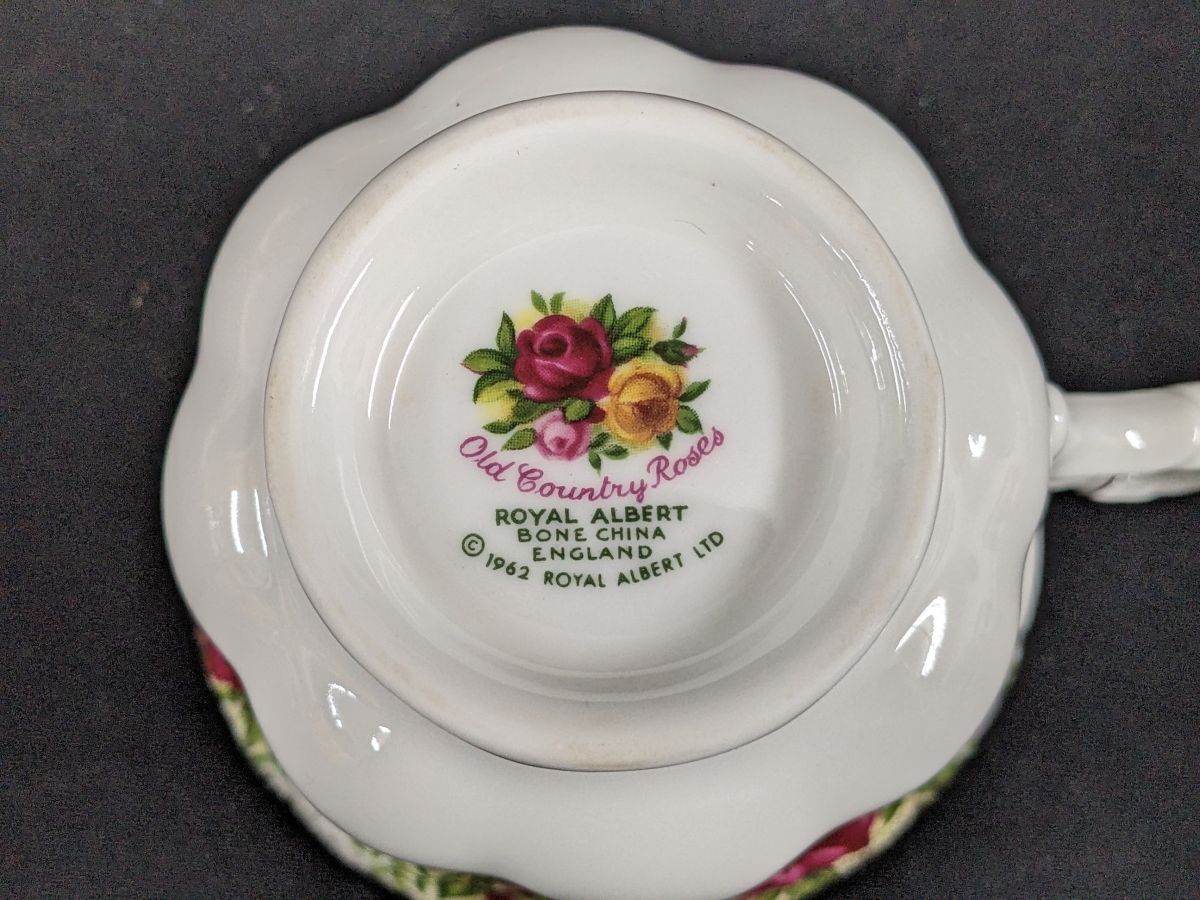 Old Country Roses
ROYAL ALBERT
BONE CHINA
ENGLAND
© 1962 ROYAL ALBERT LTD